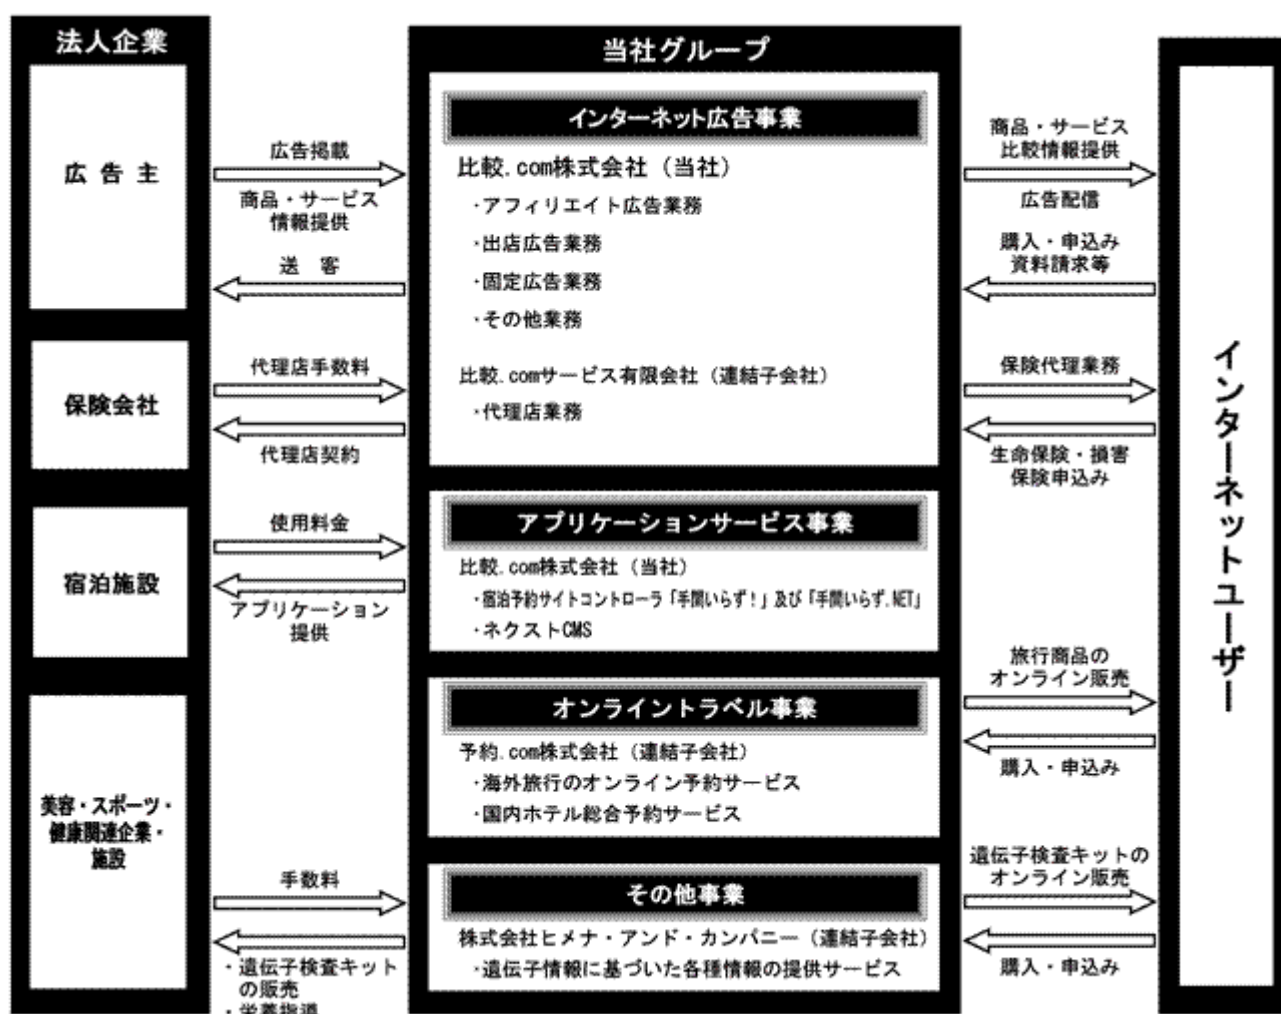 法人企業
広告主
保険会社
宿泊施設
美容・スポーツ・
健康関連企業・
施設
広告掲載
商品・サービス
情報提供
送 客
代理店手数料
代理店契約
使用料金
アプリケーション
提供
手数料
・遺伝子検査キット
の販売
・栄養指導
当社グループ
インターネット広告事業
比較.com株式会社(当社)
・アフィリエイト広告業務
・出店広告業務
・固定広告業務
・その他業務
比較.comサービス有限会社(連結子会社)
・代理店業務
アプリケーションサービス事業
比較.com株式会社(当社)
・宿泊予約サイトコントローラ「手間いらず!」及び「手間いらず.NET」
・ネクストCMS
オンライントラベル事業
予約.com株式会社(連結子会社)
・海外旅行のオンライン予約サービス
・国内ホテル総合予約サービス
その他事業
株式会社ヒメナ・アンド・カンパニー(連結子会社)
・遺伝子情報に基づいた各種情報の提供サービス
商品・サービス
比較情報提供
広告配信
購入・申込み
資料請求等
保険代理業務
生命保険・損害
保険申込み
旅行商品の
オンライン販売
購入・申込み
遺伝子検査キットの
オンライン販売
購入・申込み
インターネットユーザー